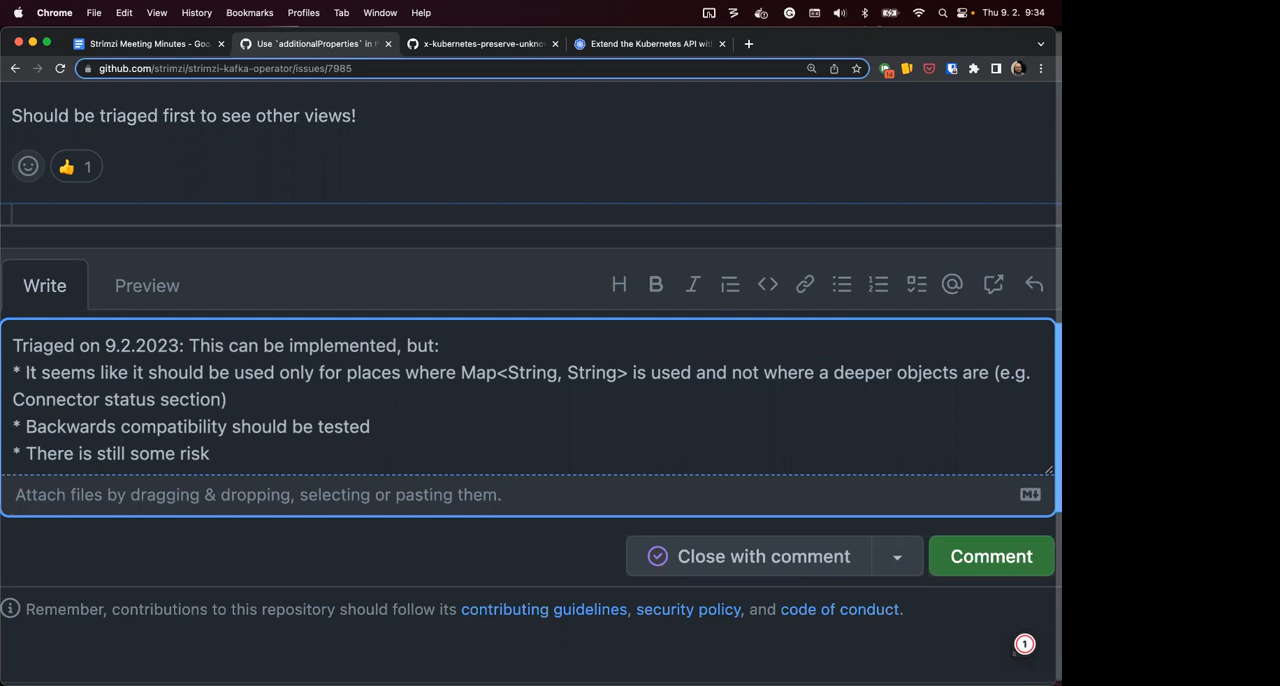 Chrome File Edit View History Bookmarks Profiles Tab Window Help Thu 9. 2. 9:34
Strimzi Meeting Minutes - Goo Use `additionalProperties` in t x-kubernetes-preserve-unkno Extend the Kubernetes API wit
github.com/strimzi/strimzi-kafka-operator/issues/7985
14
Should be triaged first to see other views!
👍 1
Write Preview
Triaged on 9.2.2023: This can be implemented, but:
* It seems like it should be used only for places where Map<String, String> is used and not where a deeper objects are (e.g.
Connector status section)
* Backwards compatibility should be tested
* There is still some risk
Attach files by dragging & dropping, selecting or pasting them.
Close with comment Comment
Remember, contributions to this repository should follow its contributing guidelines, security policy, and code of conduct.
1